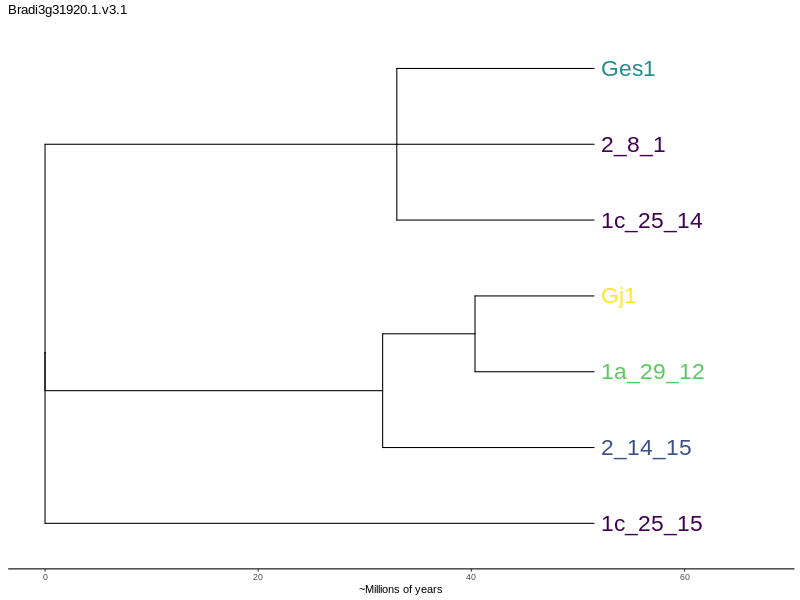 Bradi3g31920.1.v3.1
Ges1
2_8_1
1c_25_14
Gj1
1a_29_12
2_14_15
1c_25_15
0 20 40 60
~Millions of years